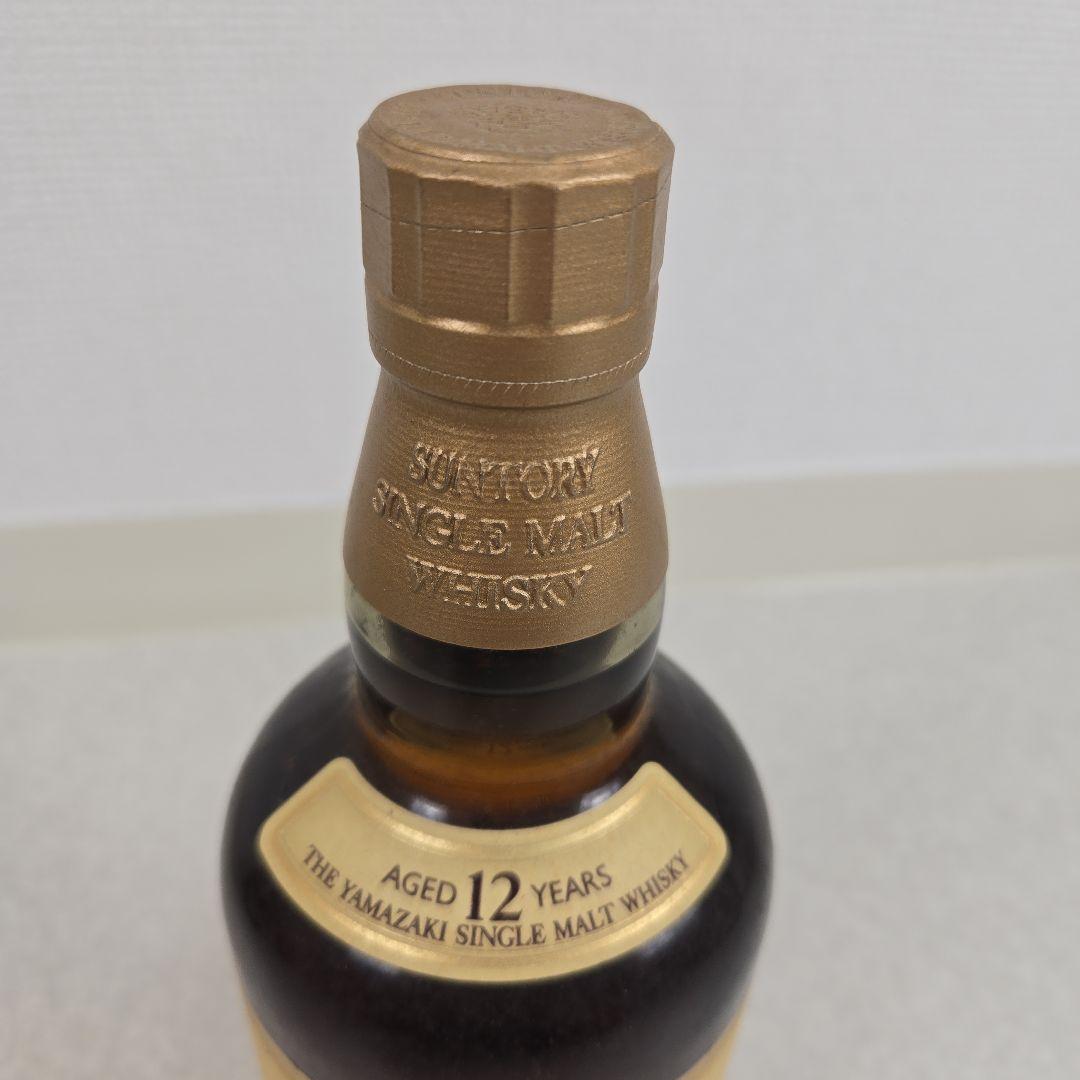 SUNTORY
SINGLE MALT
WHISKY
AGED 12 YEARS
THE YAMAZAKI SINGLE MALT WHISKY